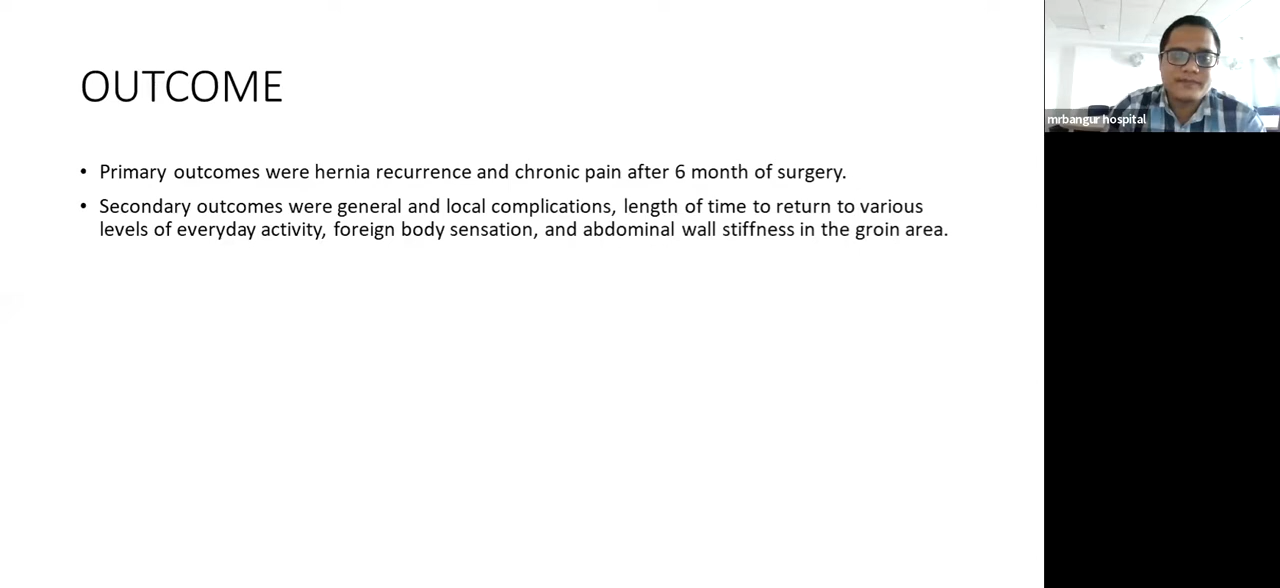 OUTCOME
• Primary outcomes were hernia recurrence and chronic pain after 6 month of surgery.
• Secondary outcomes were general and local complications, length of time to return to various
levels of everyday activity, foreign body sensation, and abdominal wall stiffness in the groin area.
mrbangur hospital